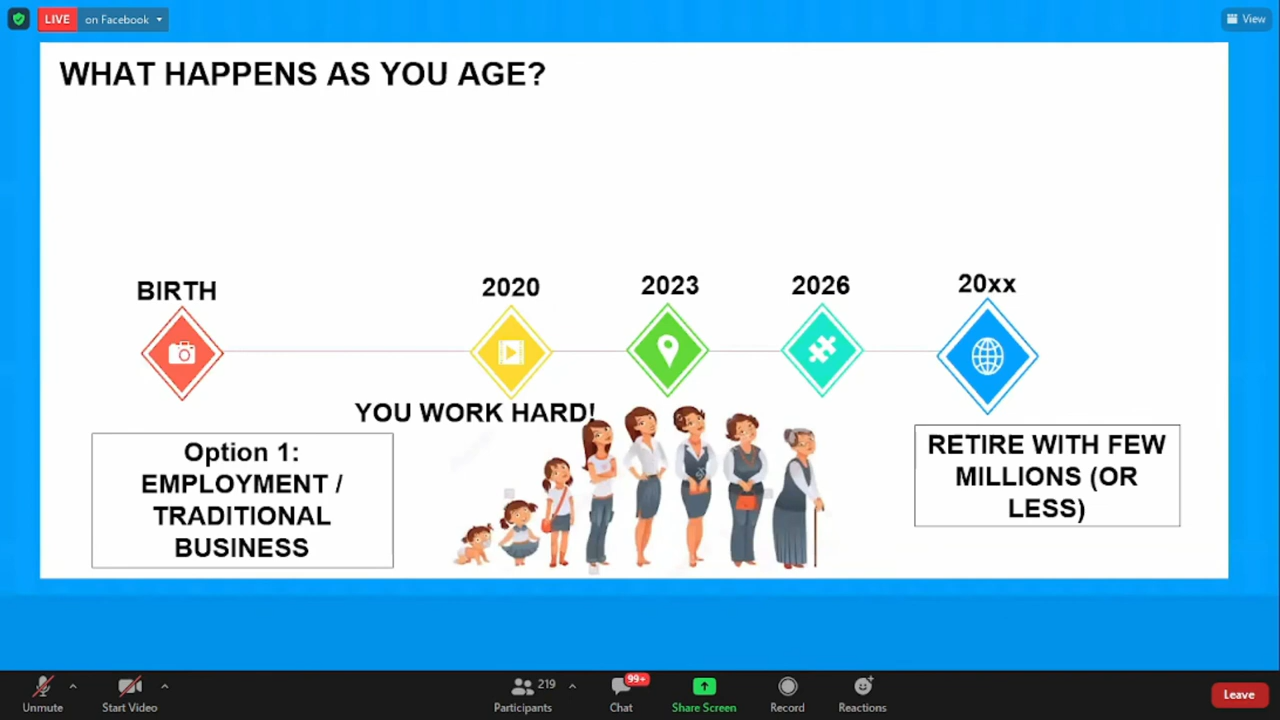 LIVE on Facebook
View
WHAT HAPPENS AS YOU AGE?
BIRTH
2020
2023
2026
20xx
YOU WORK HARD!
Option 1:
EMPLOYMENT /
TRADITIONAL
BUSINESS
RETIRE WITH FEW
MILLIONS (OR
LESS)
Unmute
Start Video
219
Participants
99+
Chat
Share Screen
Record
Reactions
Leave